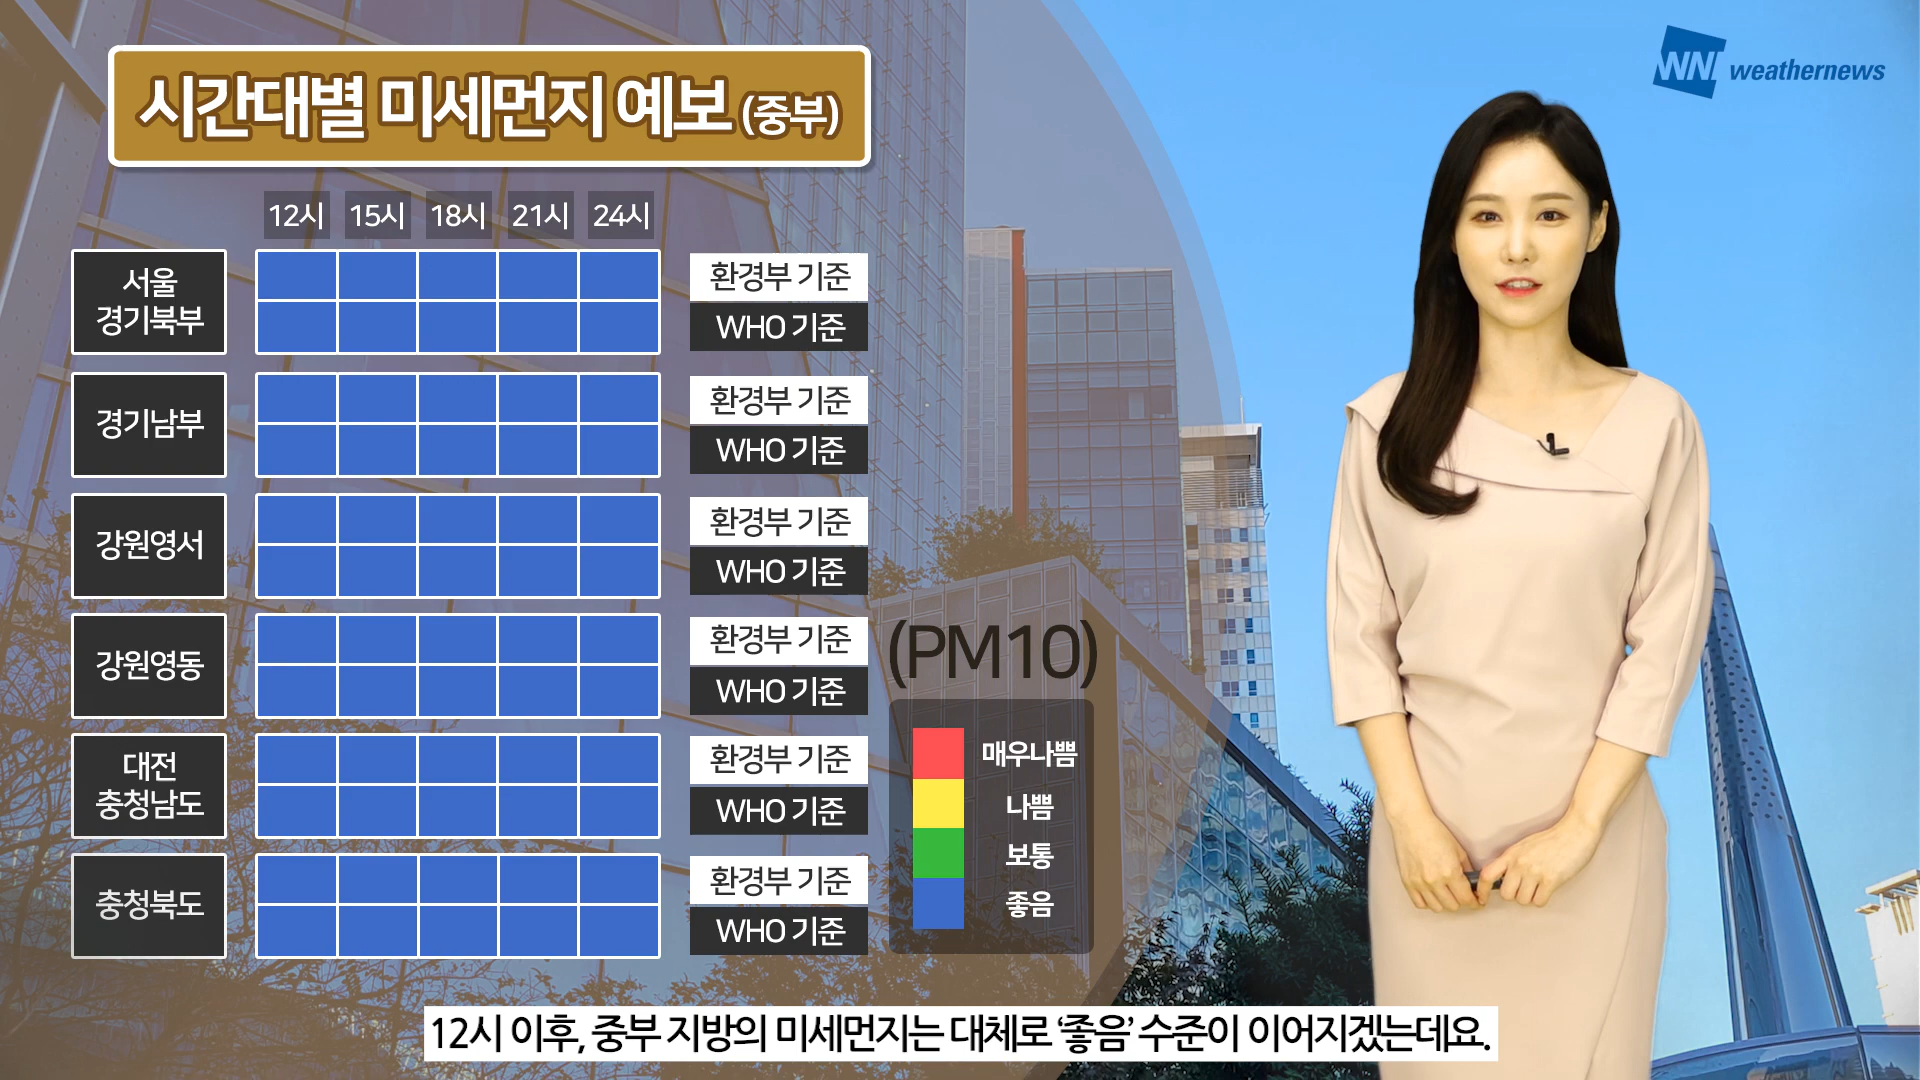 WNI weathernews
시간대별 미세먼지 예보 (중부)
12시 15시 18시 21시 24시
서울
경기북부
환경부 기준
WHO 기준
경기남부
환경부 기준
WHO 기준
강원영서
환경부 기준
WHO 기준
강원영동
환경부 기준
WHO 기준
대전
충청남도
환경부 기준
WHO 기준
충청북도
환경부 기준
WHO 기준
(PM10)
매우나쁨
나쁨
보통
좋음
12시 이후, 중부 지방의 미세먼지는 대체로 ‘좋음’ 수준이 이어지겠는데요.